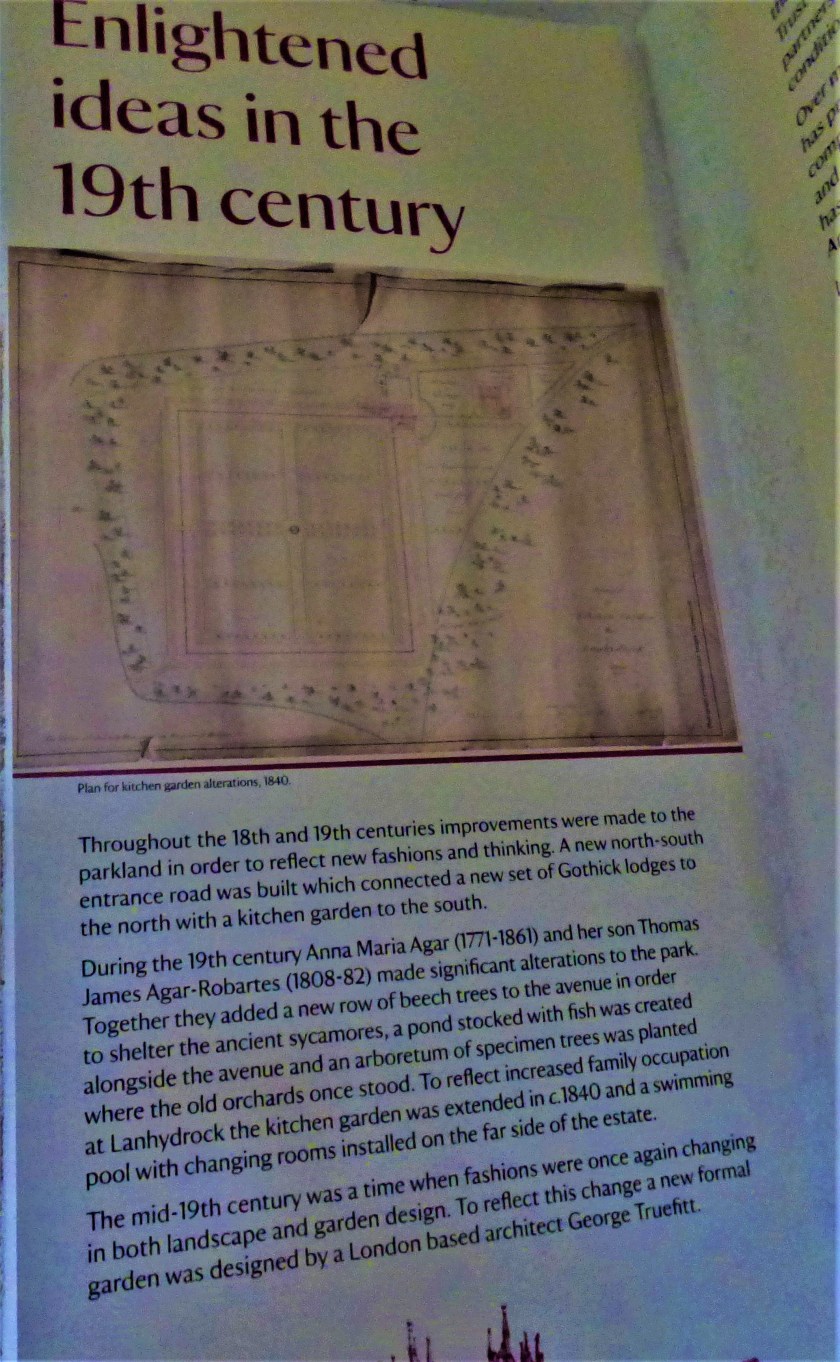 Enlightened
ideas in the
19th century
Plan for kitchen garden alterations, 1840.
Throughout the 18th and 19th centuries improvements were made to the
parkland in order to reflect new fashions and thinking. A new north-south
entrance road was built which connected a new set of Gothick lodges to
the north with a kitchen garden to the south.
During the 19th century Anna Maria Agar (1771-1861) and her son Thomas
James Agar-Robartes (1808-82) made significant alterations to the park.
Together they added a new row of beech trees to the avenue in order
to shelter the ancient sycamores, a pond stocked with fish was created
alongside the avenue and an arboretum of specimen trees was planted
where the old orchards once stood. To reflect increased family occupation
at Lanhydrock the kitchen garden was extended in c.1840 and a swimming
pool with changing rooms installed on the far side of the estate.
The mid-19th century was a time when fashions were once again changing
in both landscape and garden design. To reflect this change a new formal
garden was designed by a London based architect George Truefitt.
Trust
partner
conditio
Over
has p
com
and
ha